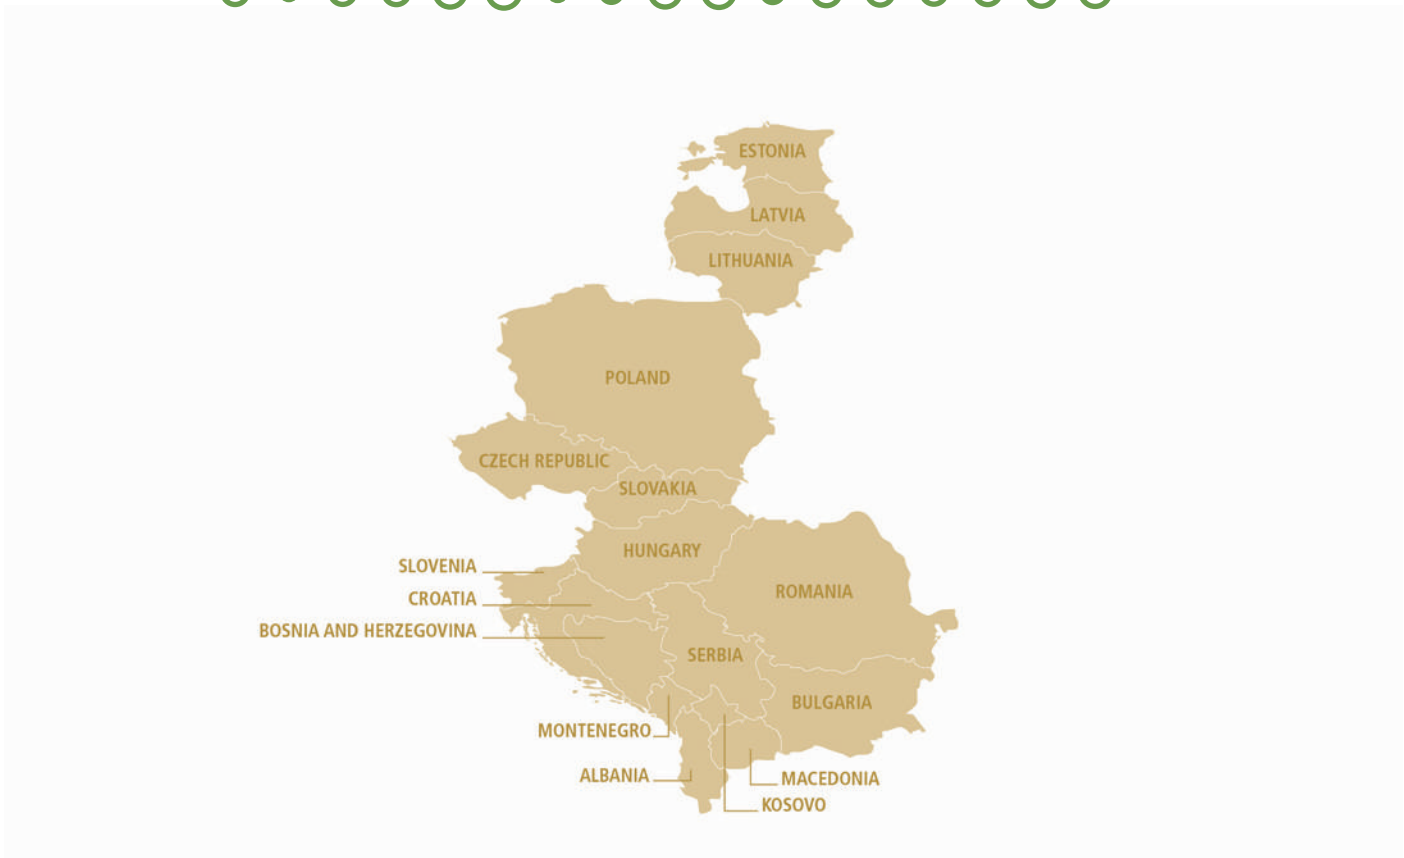 ESTONIA
LATVIA
LITHUANIA
POLAND
CZECH REPUBLIC
SLOVAKIA
HUNGARY
SLOVENIA
ROMANIA
CROATIA
BOSNIA AND HERZEGOVINA
SERBIA
BULGARIA
MONTENEGRO
ALBANIA
MACEDONIA
KOSOVO